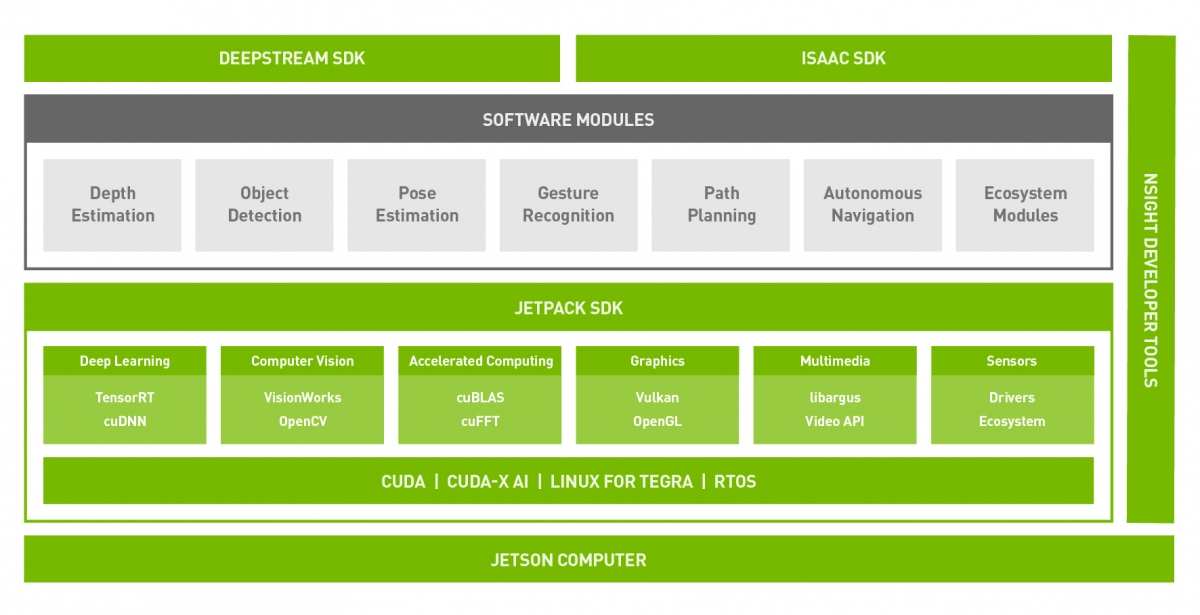 DEEPSTREAM SDK
ISAAC SDK
SOFTWARE MODULES
Depth
Estimation
Object
Detection
Pose
Estimation
Gesture
Recognition
Path
Planning
Autonomous
Navigation
Ecosystem
Modules
JETPACK SDK
Deep Learning
TensorRT
cuDNN
Computer Vision
VisionWorks
OpenCV
Accelerated Computing
cuBLAS
cuFFT
Graphics
Vulkan
OpenGL
Multimedia
libargus
Video API
Sensors
Drivers
Ecosystem
CUDA | CUDA-X AI | LINUX FOR TEGRA | RTOS
NSIGHT DEVELOPER TOOLS
JETSON COMPUTER